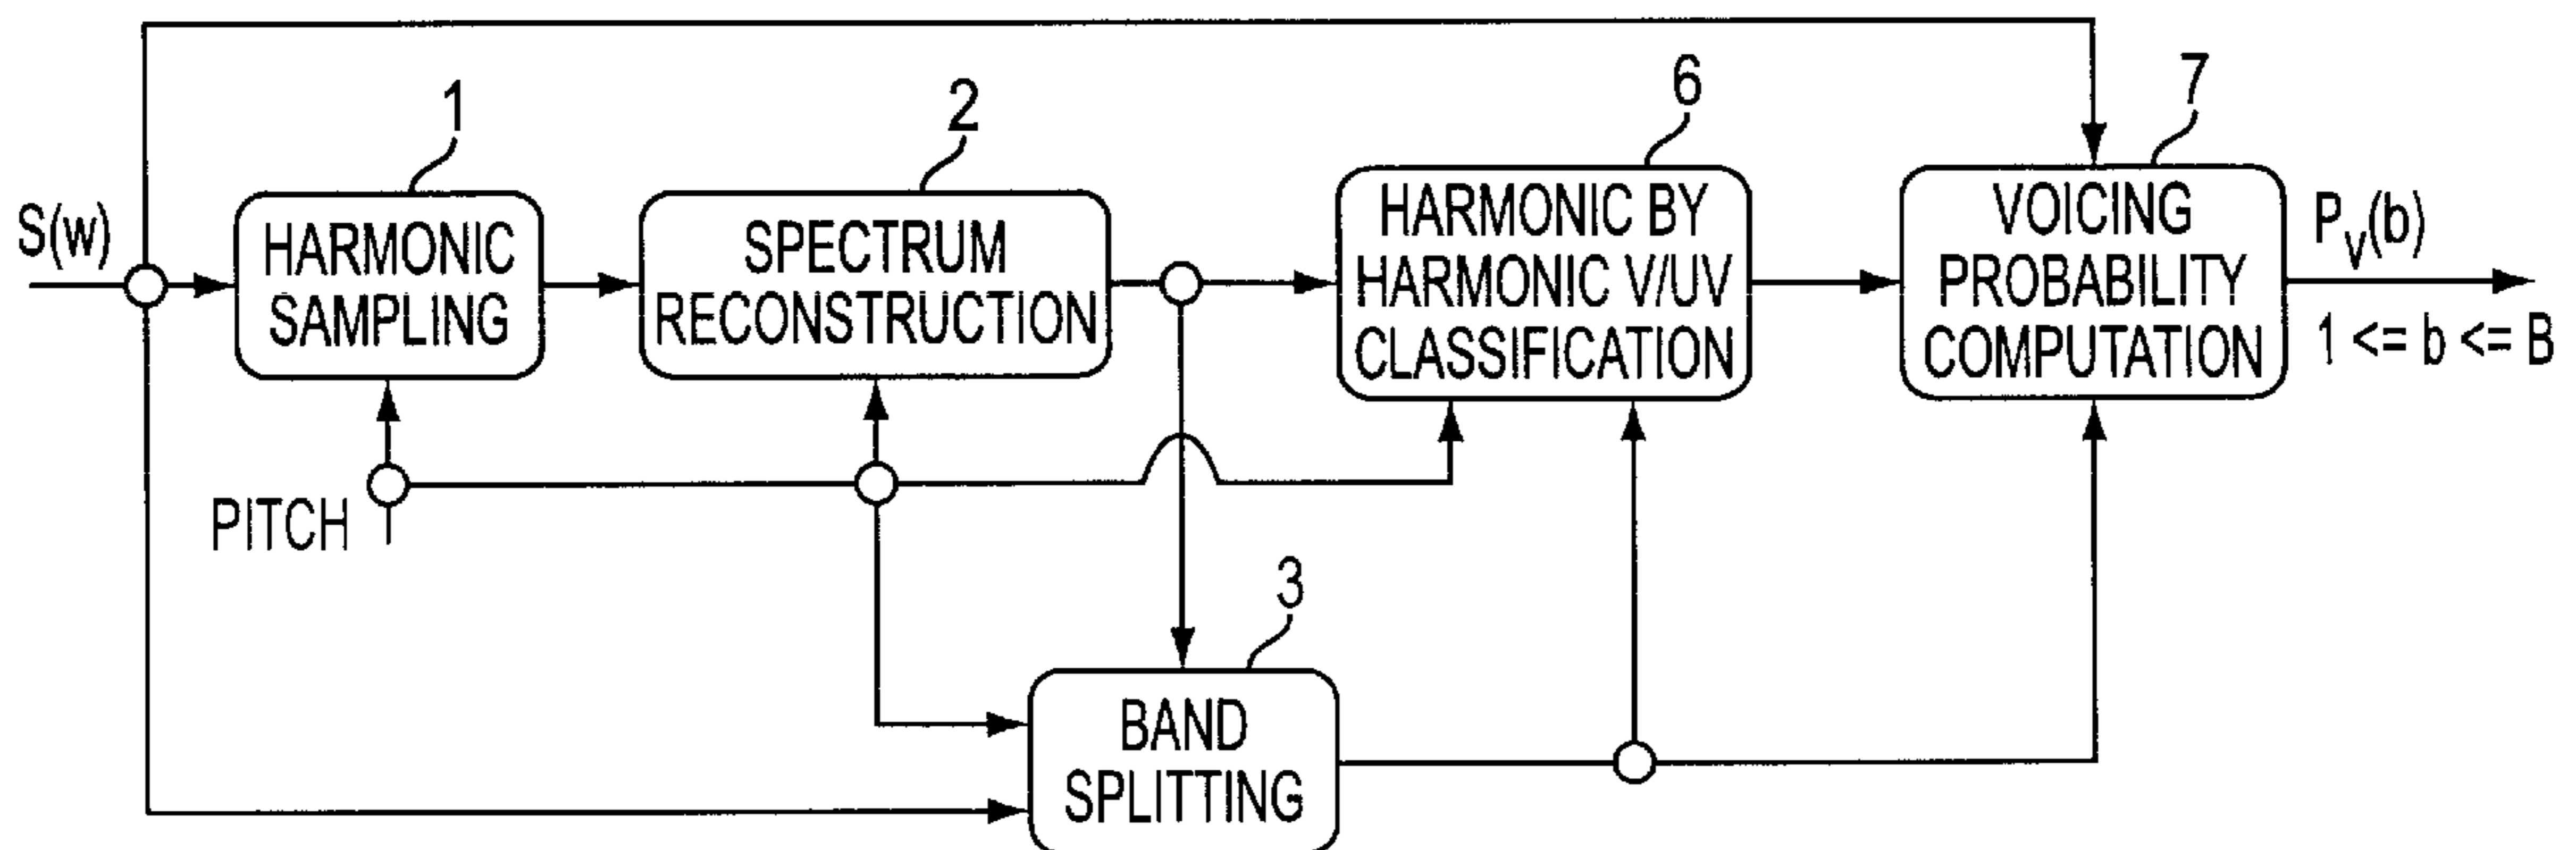 1
2
6
7
S(w)
HARMONIC
SAMPLING
SPECTRUM
RECONSTRUCTION
HARMONIC BY
HARMONIC V/UV
CLASSIFICATION
VOICING
PROBABILITY
COMPUTATION
PV(b)
1 <= b <= B
PITCH
3
BAND
SPLITTING